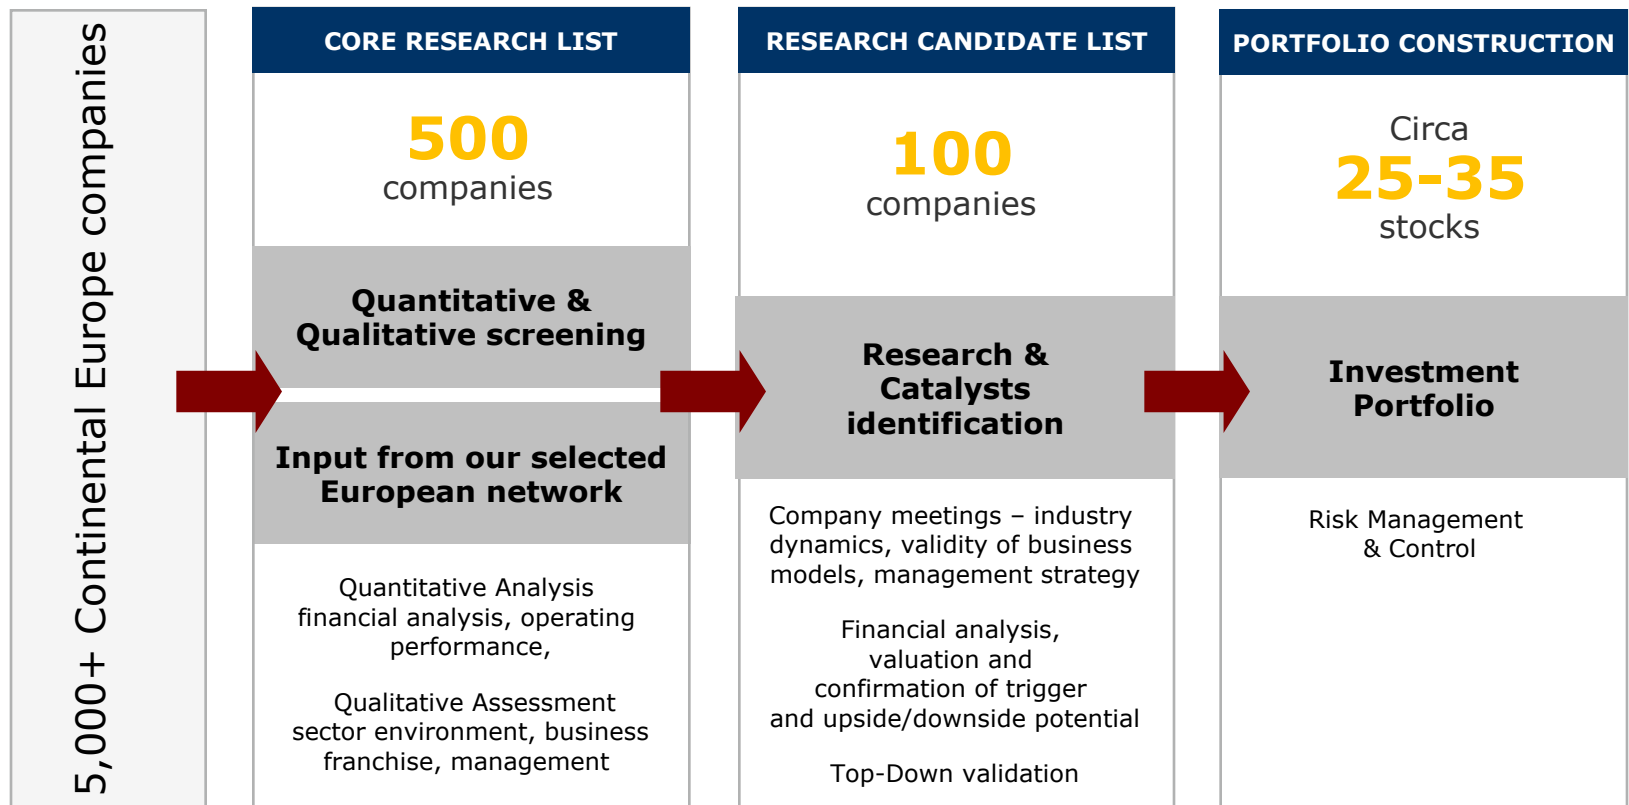 5,000+ Continental Europe companies
CORE RESEARCH LIST
500
companies
Quantitative &
Qualitative screening
Input from our selected
European network
Quantitative Analysis
financial analysis, operating
performance,
Qualitative Assessment
sector environment, business
franchise, management
RESEARCH CANDIDATE LIST
100
companies
Research &
Catalysts
identification
Company meetings – industry
dynamics, validity of business
models, management strategy
Financial analysis,
valuation and
confirmation of trigger
and upside/downside potential
Top-Down validation
PORTFOLIO CONSTRUCTION
Circa
25-35
stocks
Investment
Portfolio
Risk Management
& Control